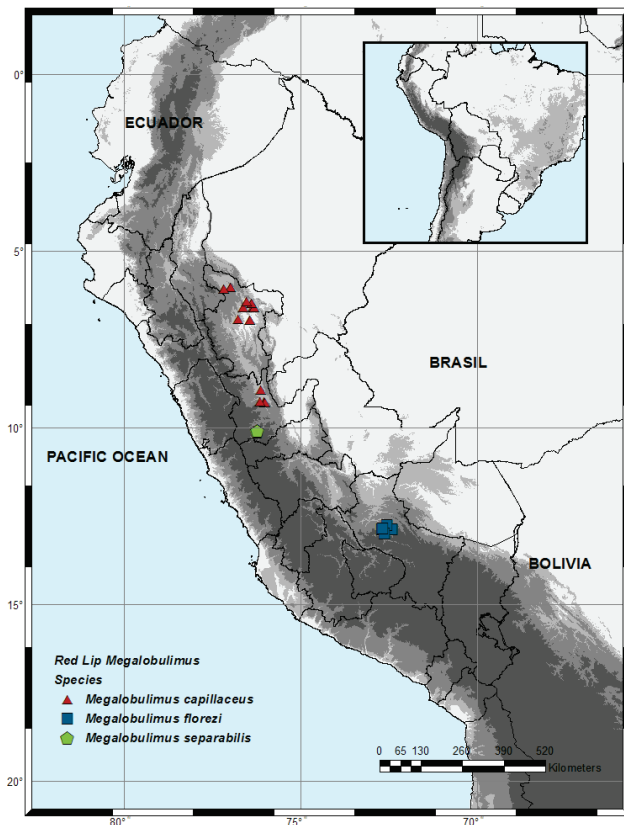 0°
ECUADOR
5°
BRASIL
10°
PACIFIC OCEAN
BOLIVIA
15°
Red Lip Megalobulimus
Species
Megalobulimus capillaceus
Megalobulimus florezi
Megalobulimus separabilis
0 65 130 260 390 520
Kilometers
20°
80° 75° 70°